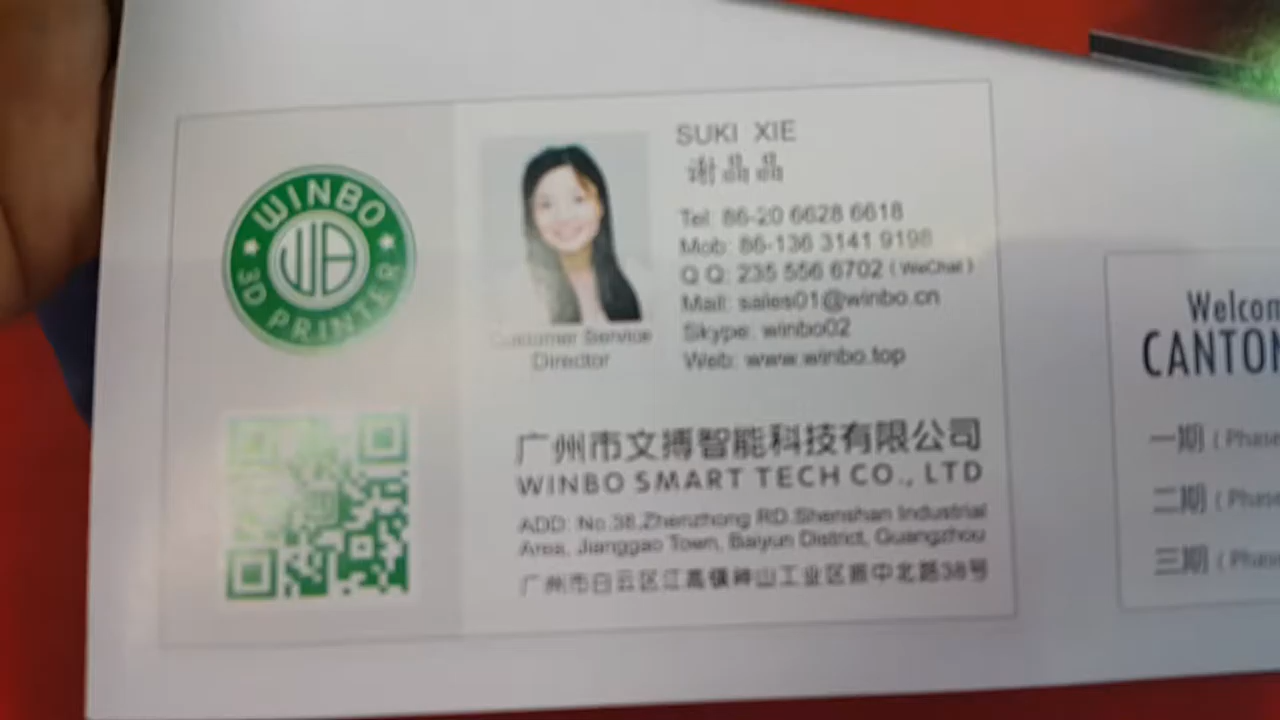 WINBO
3D PRINTER
SUKI XIE
谢晶晶
Tel: 86-20 6628 6618
Mob: 86-136 3141 9198
Q Q: 235 556 6702 (WeChat)
Mail: sales01@winbo.cn
Skype: winbo02
Web: www.winbo.top
Customer Service
Director
广州市文搏智能科技有限公司
WINBO SMART TECH CO., LTD
ADD: No.38,Zhenzhong RD.Shenshan Industrial
Area, Jianggao Town, Baiyun District, Guangzhou
广州市白云区江高镇神山工业区振中北路38号
Welcom
CANTON
一期 (Phase
二期 (Phase
三期 (Phase